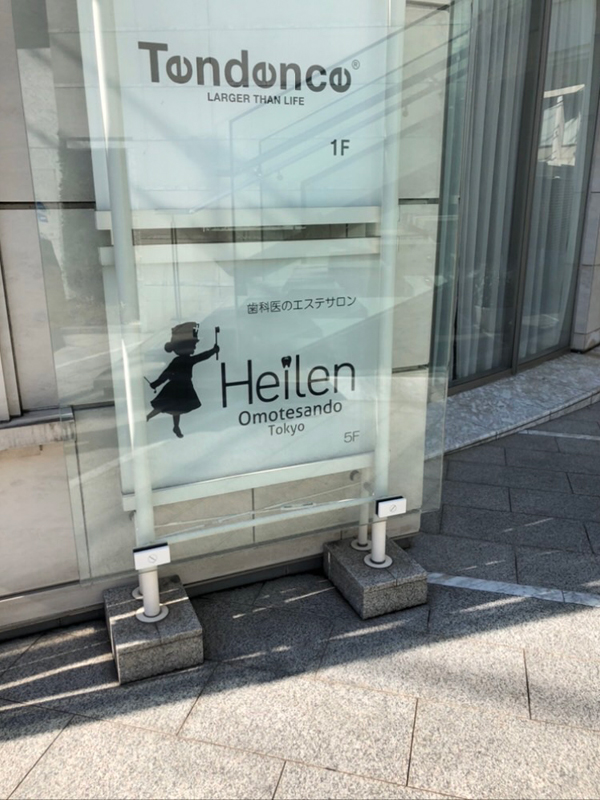 Tendence®
LARGER THAN LIFE
1F
歯科医のエステサロン
Heilen
Omotesando
Tokyo
5F